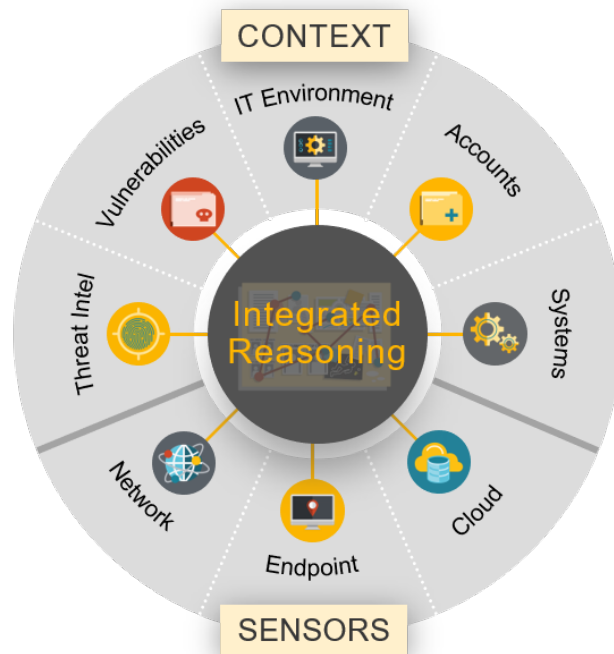 CONTEXT
IT Environment
Vulnerabilities
Accounts
Threat Intel
Integrated
Reasoning
Systems
Network
Cloud
Endpoint
SENSORS